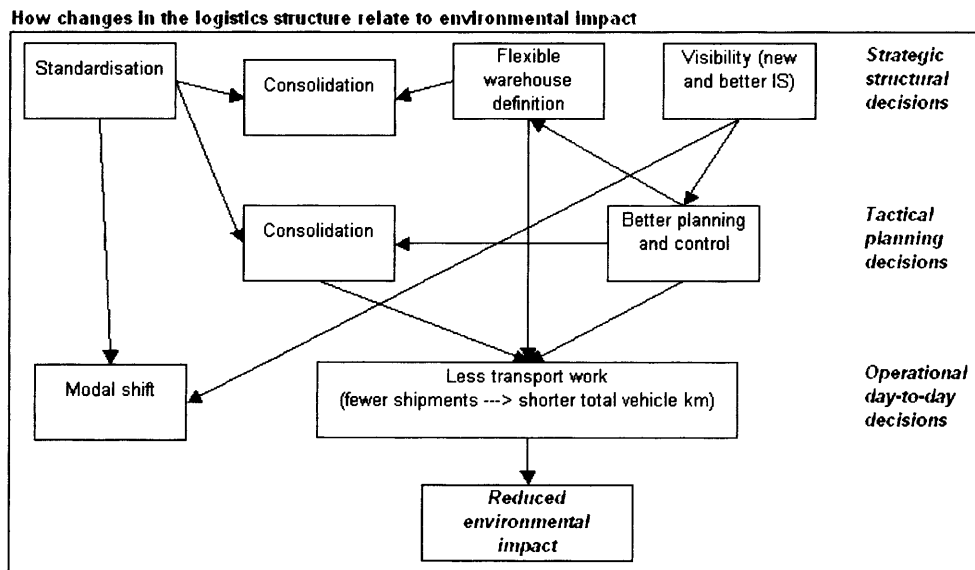 How changes in the logistics structure relate to environmental impact
Standardisation
Consolidation
Flexible
warehouse
definition
Visibility (new
and better IS)
Strategic
structural
decisions
Consolidation
Better planning
and control
Tactical
planning
decisions
Modal shift
Less transport work
(fewer shipments ---> shorter total vehicle km)
Operational
day-to-day
decisions
Reduced
environmental
impact